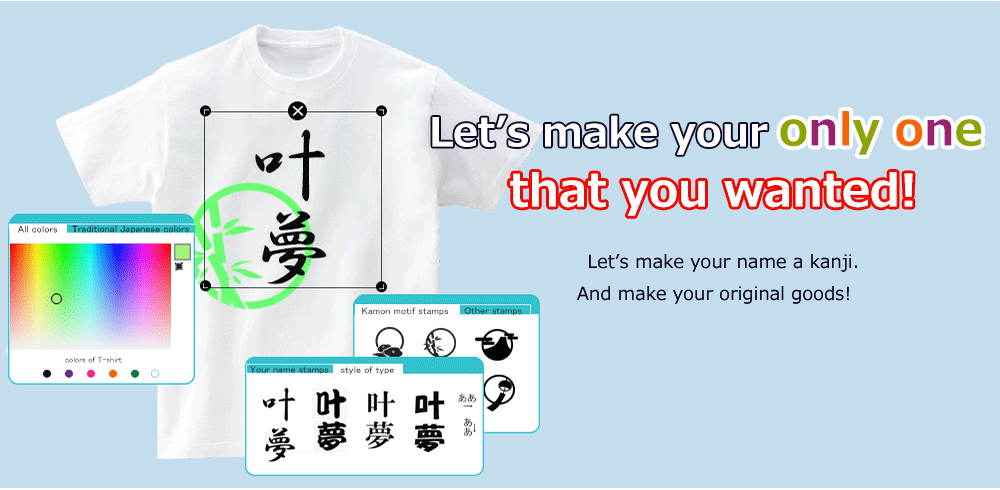 叶
夢
Let’s make your only one
that you wanted!
Let’s make your name a kanji.
And make your original goods!
All colors
Traditional Japanese colors
colors of T-shirt
Kamon motif stamps
Other stamps
Your name stamps
style of type
叶 叶 叶 叶
夢 夢 夢 夢
ああ
→
ああ↓